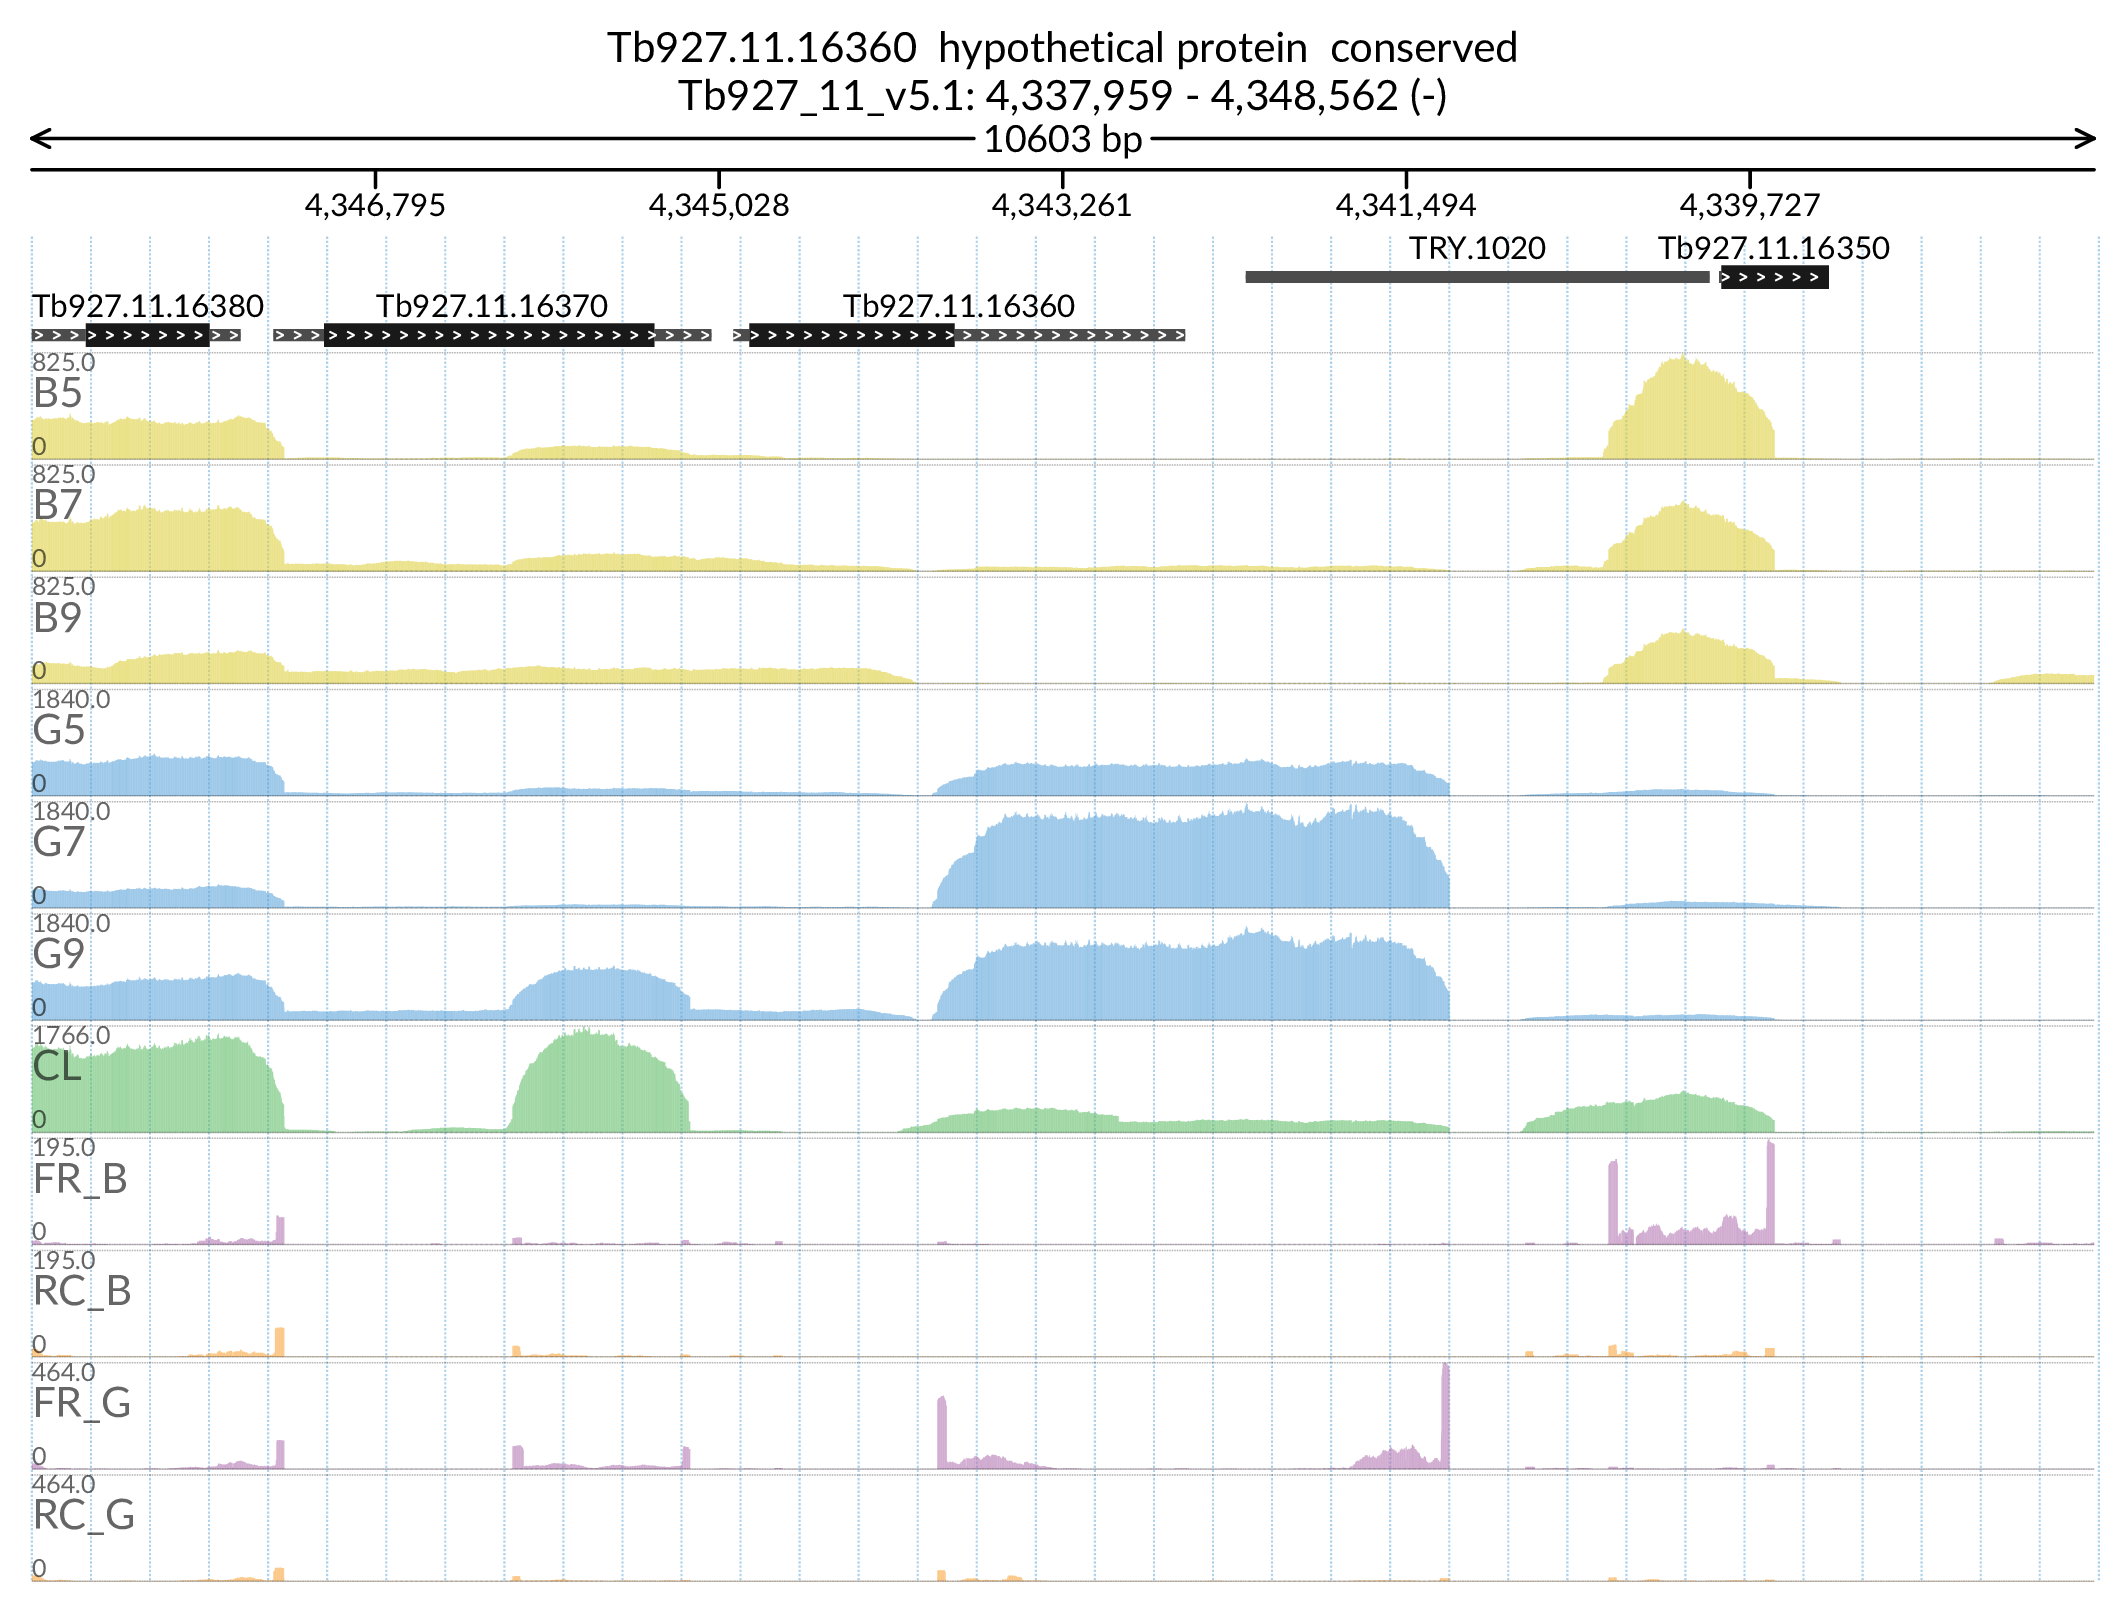 Tb927.11.16360 hypothetical protein conserved
Tb927_11_v5.1: 4,337,959 - 4,348,562 (-)
10603 bp
4,346,795 4,345,028 4,343,261 4,341,494 4,339,727
TRY.1020 Tb927.11.16350
Tb927.11.16380 Tb927.11.16370 Tb927.11.16360
825.0
B5
0
825.0
B7
0
825.0
B9
0
1840.0
G5
0
1840.0
G7
0
1840.0
G9
0
1766.0
CL
0
195.0
FR_B
0
195.0
RC_B
0
464.0
FR_G
0
464.0
RC_G
0